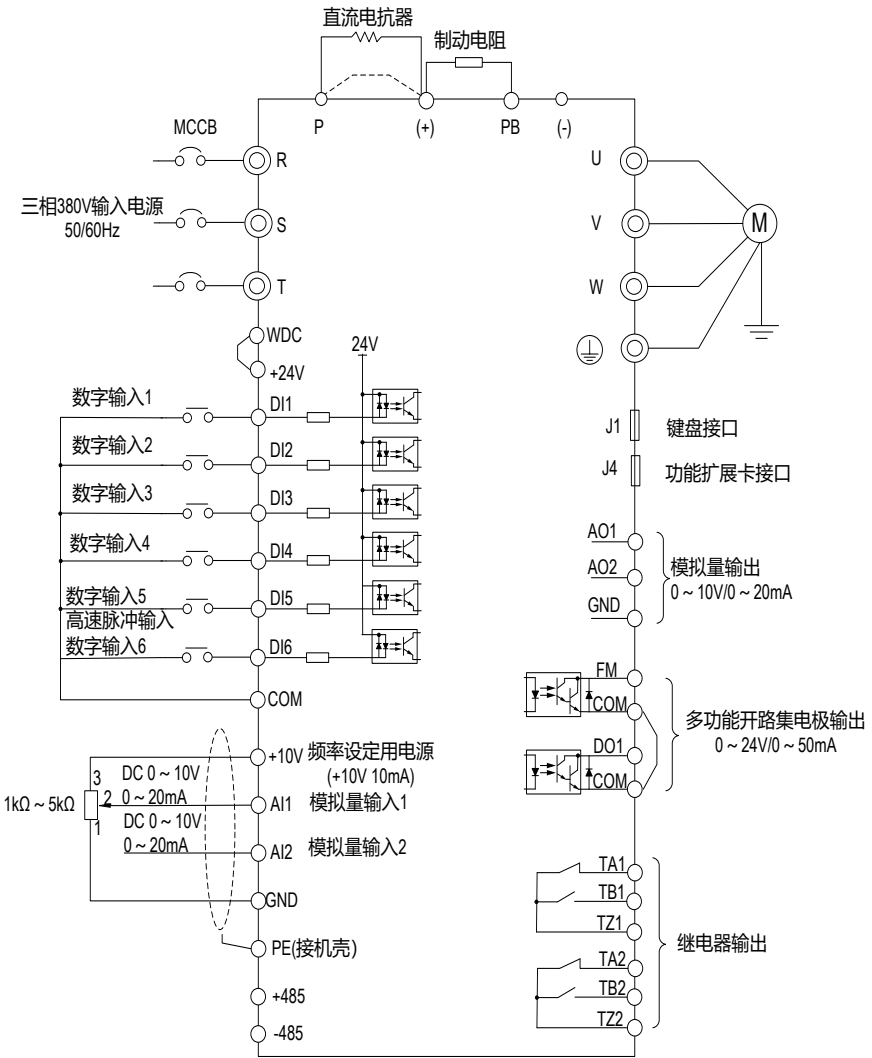 直流电抗器
制动电阻
P
(+)
PB
(-)
MCCB
R
S
T
三相380V输入电源
50/60Hz
U
V
W
M
WDC
+24V
24V
数字输入1
DI1
数字输入2
DI2
数字输入3
DI3
数字输入4
DI4
数字输入5
高速脉冲输入
DI5
数字输入6
DI6
COM
J1
键盘接口
J4
功能扩展卡接口
AO1
AO2
GND
模拟量输出
0~10V/0~20mA
FM
COM
DO1
COM
多功能开路集电极输出
0~24V/0~50mA
+10V
频率设定用电源
(+10V 10mA)
3
2
1
1kΩ~5kΩ
DC 0~10V
0~20mA
AI1
模拟量输入1
DC 0~10V
0~20mA
AI2
模拟量输入2
GND
PE(接机壳)
+485
-485
TA1
TB1
TZ1
TA2
TB2
TZ2
继电器输出